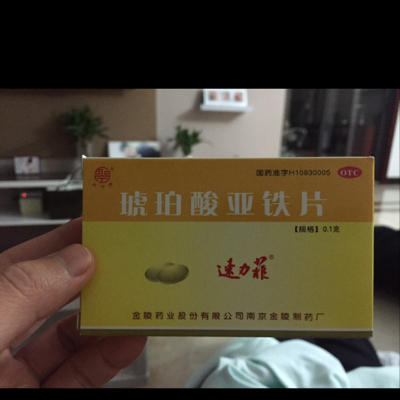 国药准字H10930005
OTC
琥珀酸亚铁片
【规格】0.1克
速力菲®
金陵药业股份有限公司南京金陵制药厂